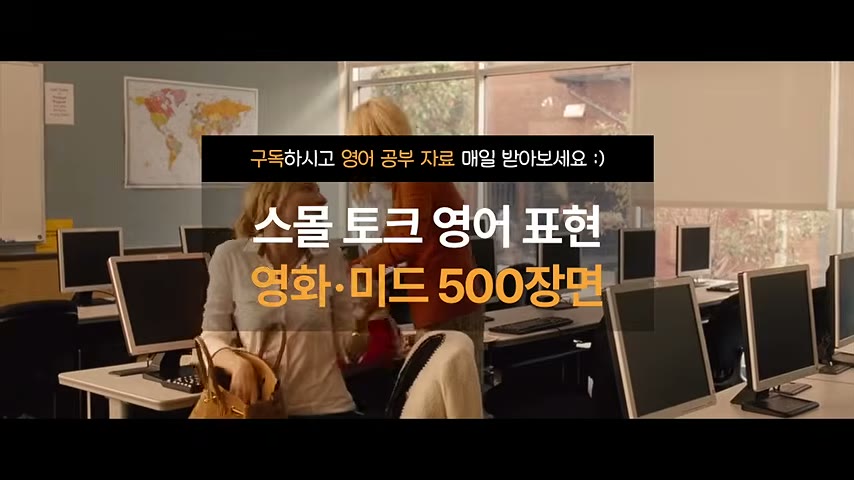 구독하시고 영어 공부 자료 매일 받아보세요 :)
스몰 토크 영어 표현
영화·미드 500장면